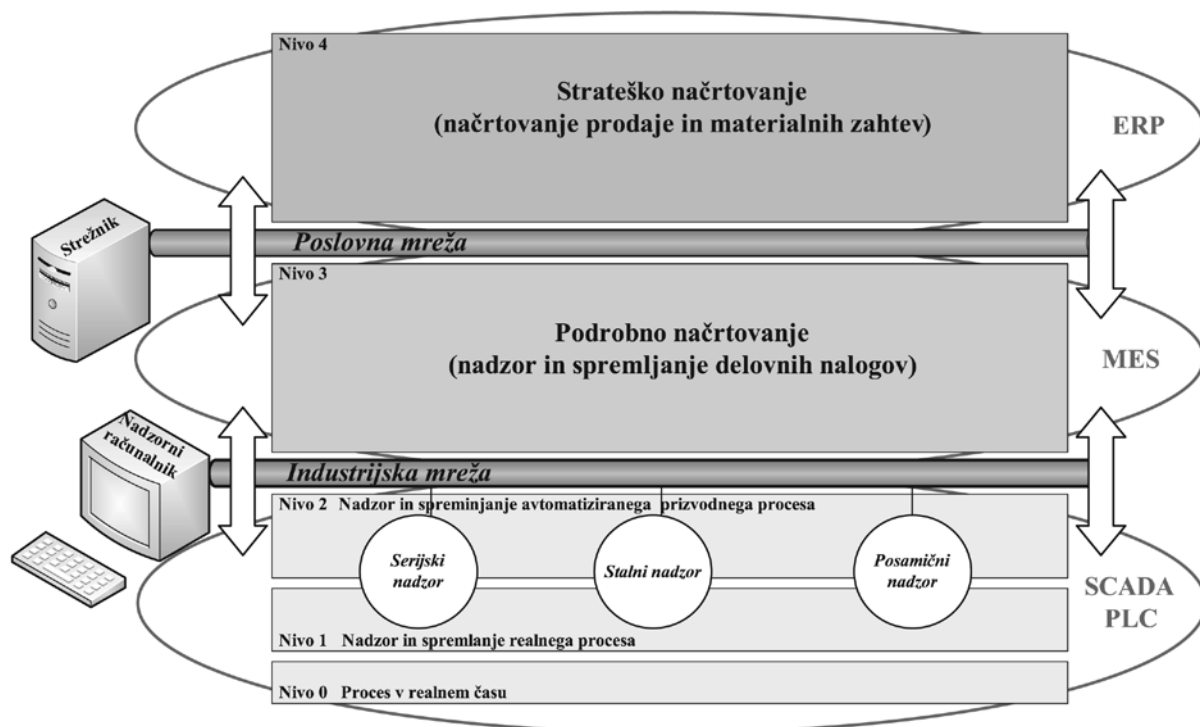 Nivo 4
Strateško načrtovanje
(načrtovanje prodaje in materialnih zahtev)
ERP
Strežnik
Poslovna mreža
Nivo 3
Podrobno načrtovanje
(nadzor in spremljanje delovnih nalogov)
MES
Nadzorni
računalnik
Industrijska mreža
Nivo 2 Nadzor in spreminjanje avtomatiziranega prizvodnega procesa
Serijski
nadzor
Stalni nadzor
Posamični
nadzor
SCADA
PLC
Nivo 1 Nadzor in spremlanje realnega procesa
Nivo 0 Proces v realnem času